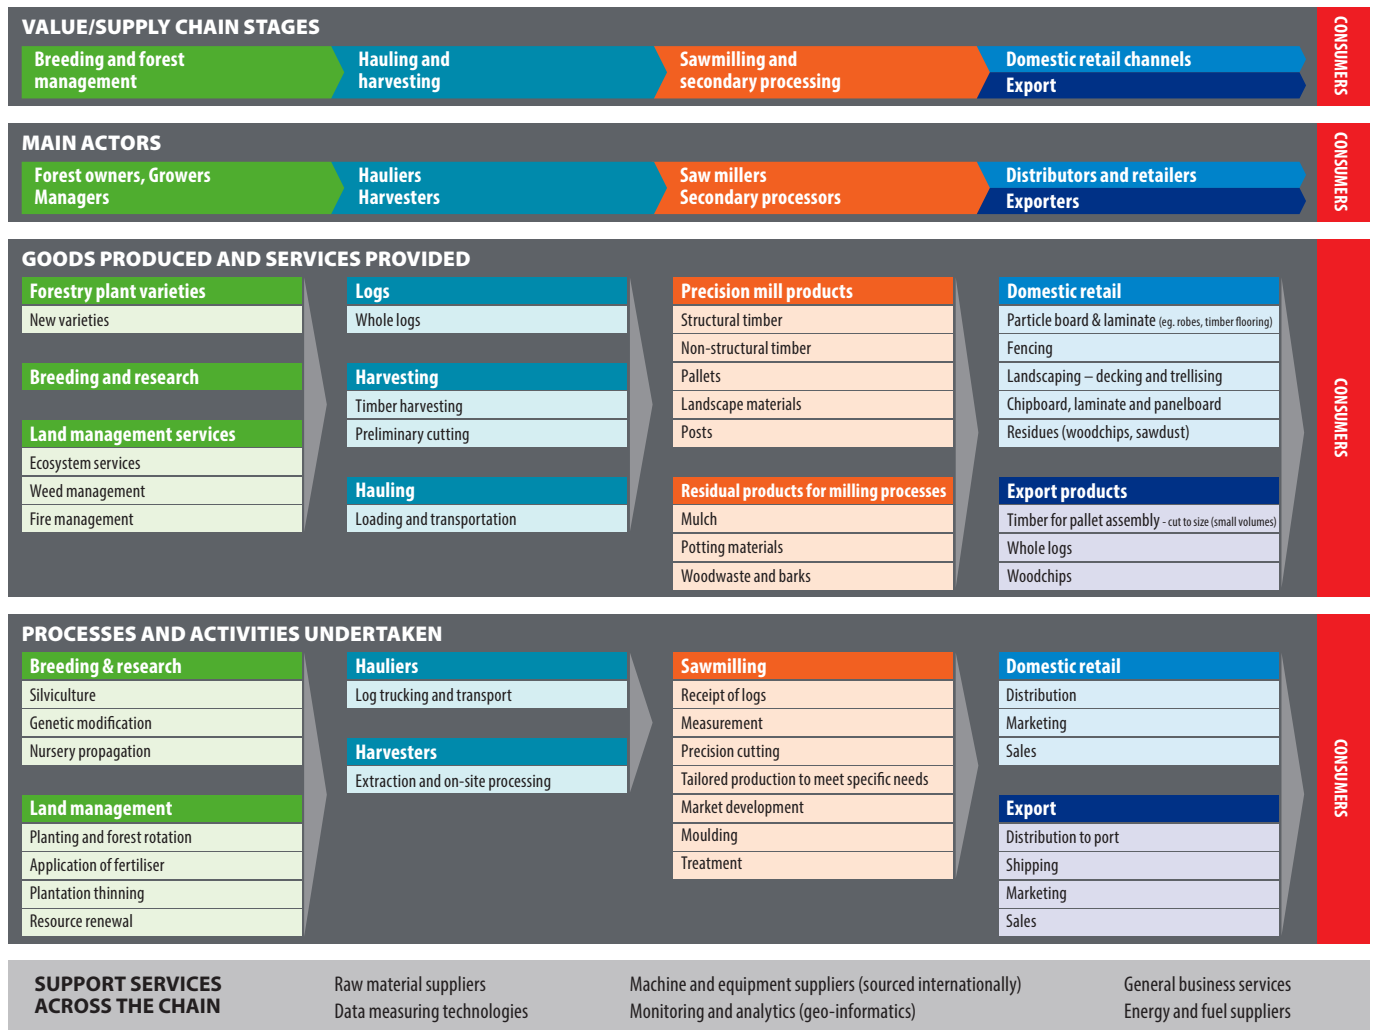 VALUE/SUPPLY CHAIN STAGES
Breeding and forest
management
Hauling and
harvesting
Sawmilling and
secondary processing
Domestic retail channels
Export
CONSUMERS
MAIN ACTORS
Forest owners, Growers
Managers
Hauliers
Harvesters
Saw millers
Secondary processors
Distributors and retailers
Exporters
CONSUMERS
GOODS PRODUCED AND SERVICES PROVIDED
Forestry plant varieties
New varieties
Breeding and research
Land management services
Ecosystem services
Weed management
Fire management
Logs
Whole logs
Harvesting
Timber harvesting
Preliminary cutting
Hauling
Loading and transportation
Precision mill products
Structural timber
Non-structural timber
Pallets
Landscape materials
Posts
Residual products for milling processes
Mulch
Potting materials
Woodwaste and barks
Domestic retail
Particle board & laminate (eg. robes, timber flooring)
Fencing
Landscaping – decking and trellising
Chipboard, laminate and panelboard
Residues (woodchips, sawdust)
Export products
Timber for pallet assembly - cut to size (small volumes)
Whole logs
Woodchips
CONSUMERS
PROCESSES AND ACTIVITIES UNDERTAKEN
Breeding & research
Silviculture
Genetic modification
Nursery propagation
Land management
Planting and forest rotation
Application of fertiliser
Plantation thinning
Resource renewal
Hauliers
Log trucking and transport
Harvesters
Extraction and on-site processing
Sawmilling
Receipt of logs
Measurement
Precision cutting
Tailored production to meet specific needs
Market development
Moulding
Treatment
Domestic retail
Distribution
Marketing
Sales
Export
Distribution to port
Shipping
Marketing
Sales
CONSUMERS
SUPPORT SERVICES
ACROSS THE CHAIN
Raw material suppliers
Data measuring technologies
Machine and equipment suppliers (sourced internationally)
Monitoring and analytics (geo-informatics)
General business services
Energy and fuel suppliers